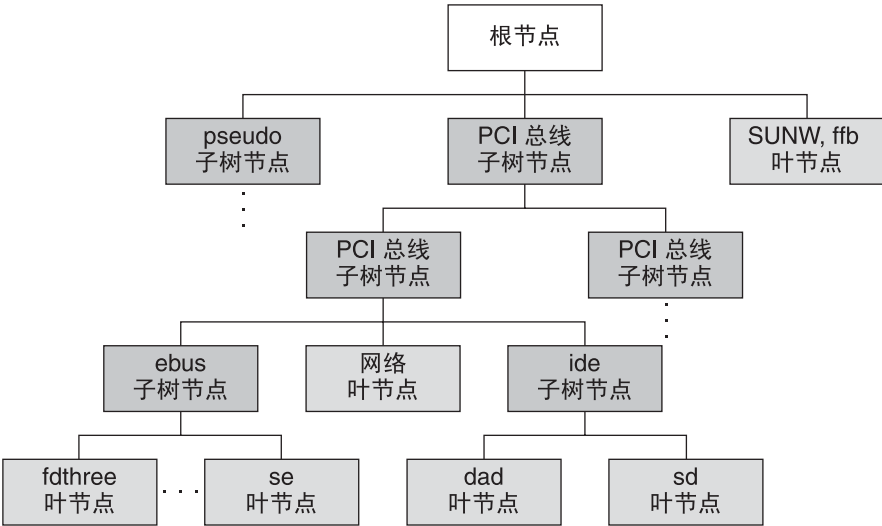 根节点
pseudo
子树节点
PCI 总线
子树节点
SUNW, ffb
叶节点
PCI 总线
子树节点
PCI 总线
子树节点
ebus
子树节点
网络
叶节点
ide
子树节点
fdthree
叶节点
se
叶节点
dad
叶节点
sd
叶节点